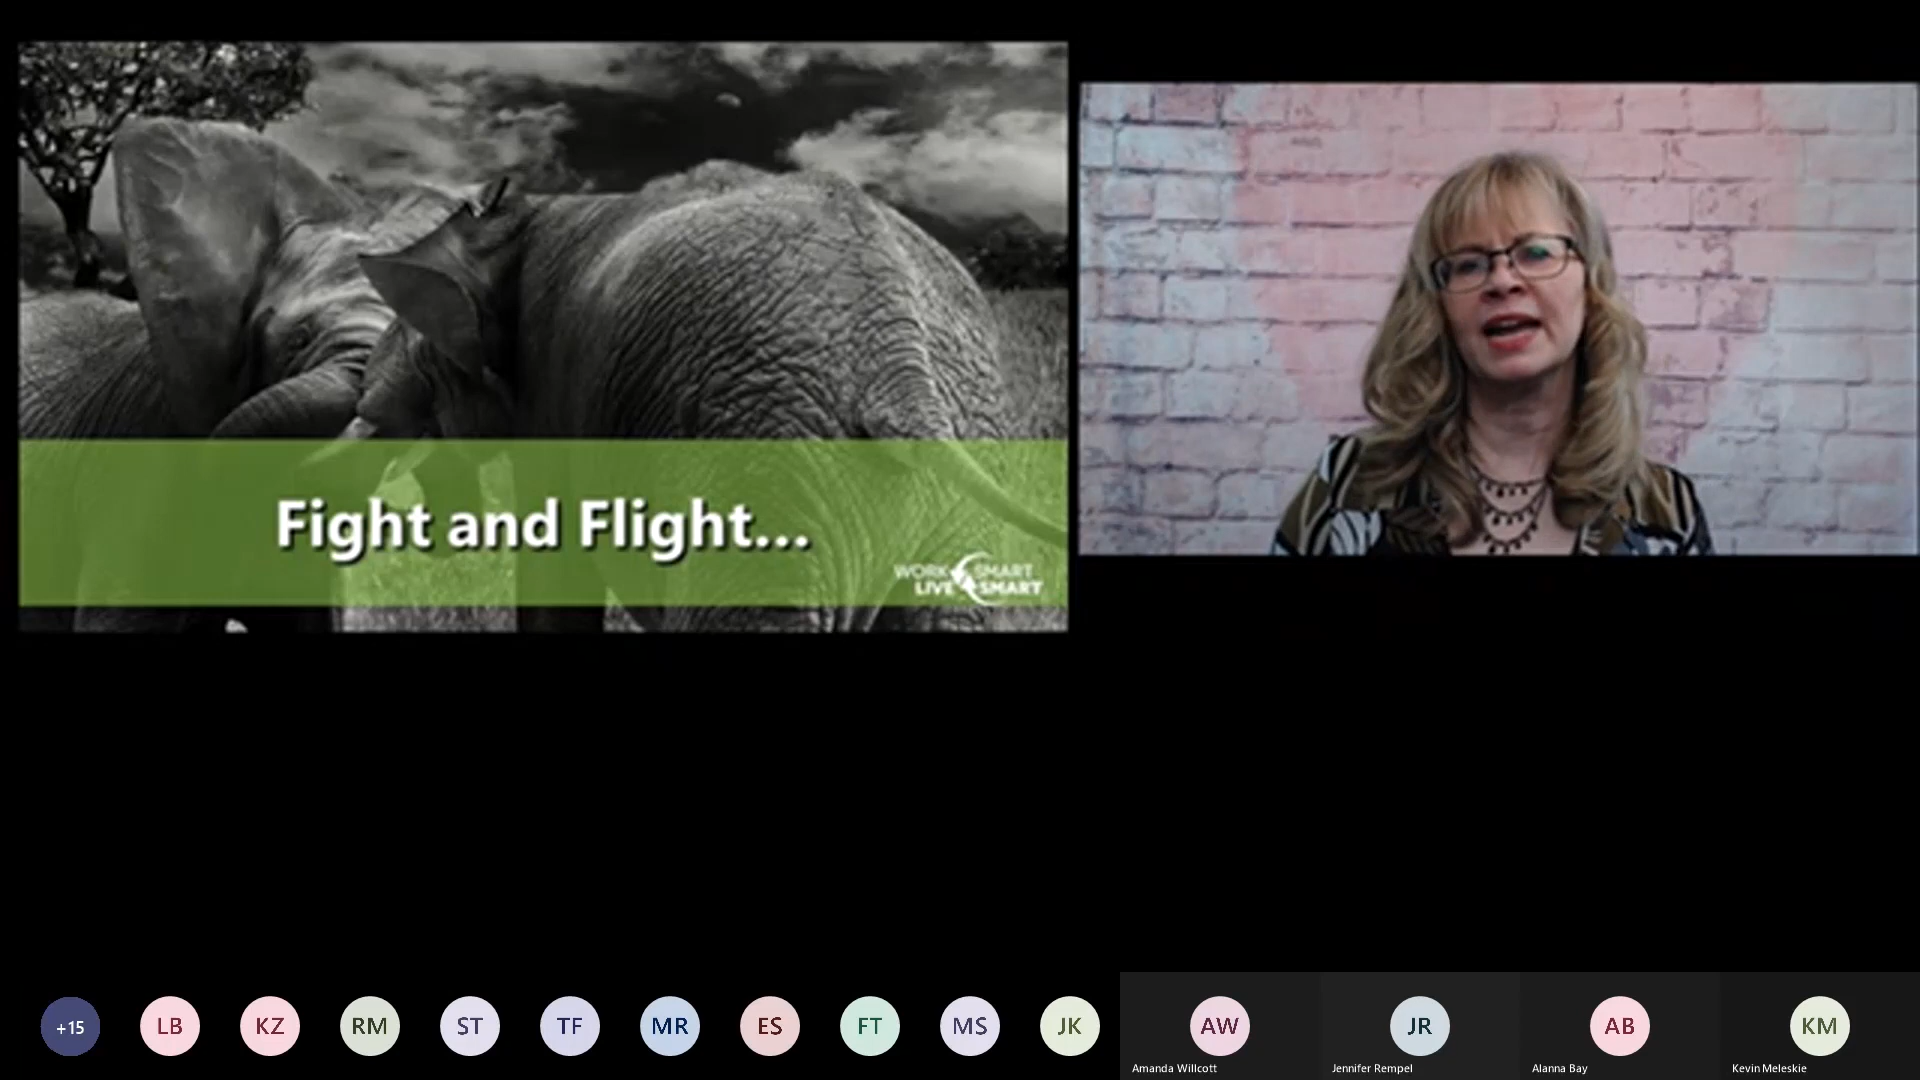 Fight and Flight...
WORK SMART
LIVE SMART
+15
LB
KZ
RM
ST
TF
MR
ES
FT
MS
JK
AW
JR
AB
KM
Amanda Willcott
Jennifer Rempel
Alanna Bay
Kevin Meleskie